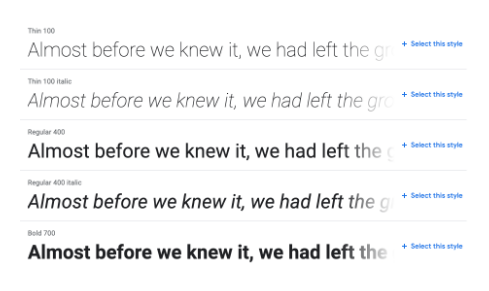 Thin 100
Almost before we knew it, we had left the gr
+ Select this style
Thin 100 italic
Almost before we knew it, we had left the gro
+ Select this style
Regular 400
Almost before we knew it, we had left the g
+ Select this style
Regular 400 italic
Almost before we knew it, we had left the g
+ Select this style
Bold 700
Almost before we knew it, we had left the
+ Select this style